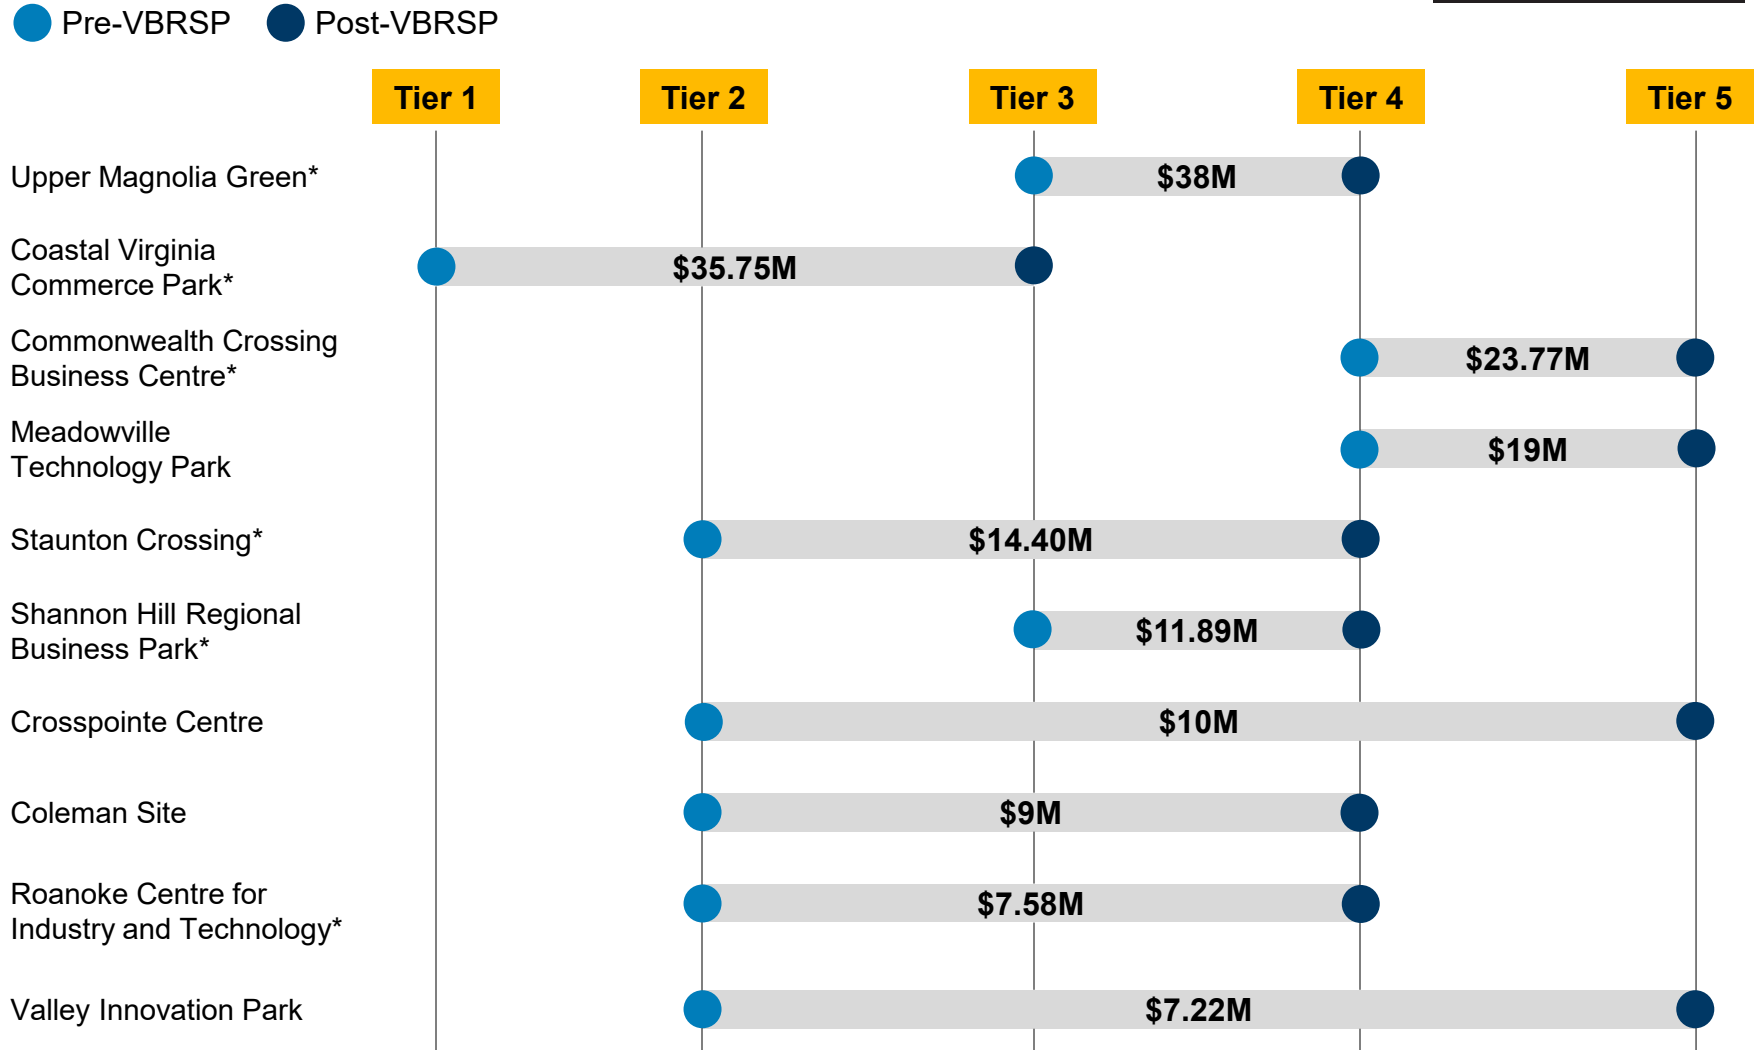 Pre-VBRSP Post-VBRSP
Tier 1 Tier 2 Tier 3 Tier 4 Tier 5
Upper Magnolia Green* $38M
Coastal Virginia
Commerce Park*
$35.75M
Commonwealth Crossing
Business Centre*
$23.77M
Meadowville
Technology Park
$19M
Staunton Crossing* $14.40M
Shannon Hill Regional
Business Park*
$11.89M
Crosspointe Centre $10M
Coleman Site $9M
Roanoke Centre for
Industry and Technology*
$7.58M
Valley Innovation Park $7.22M